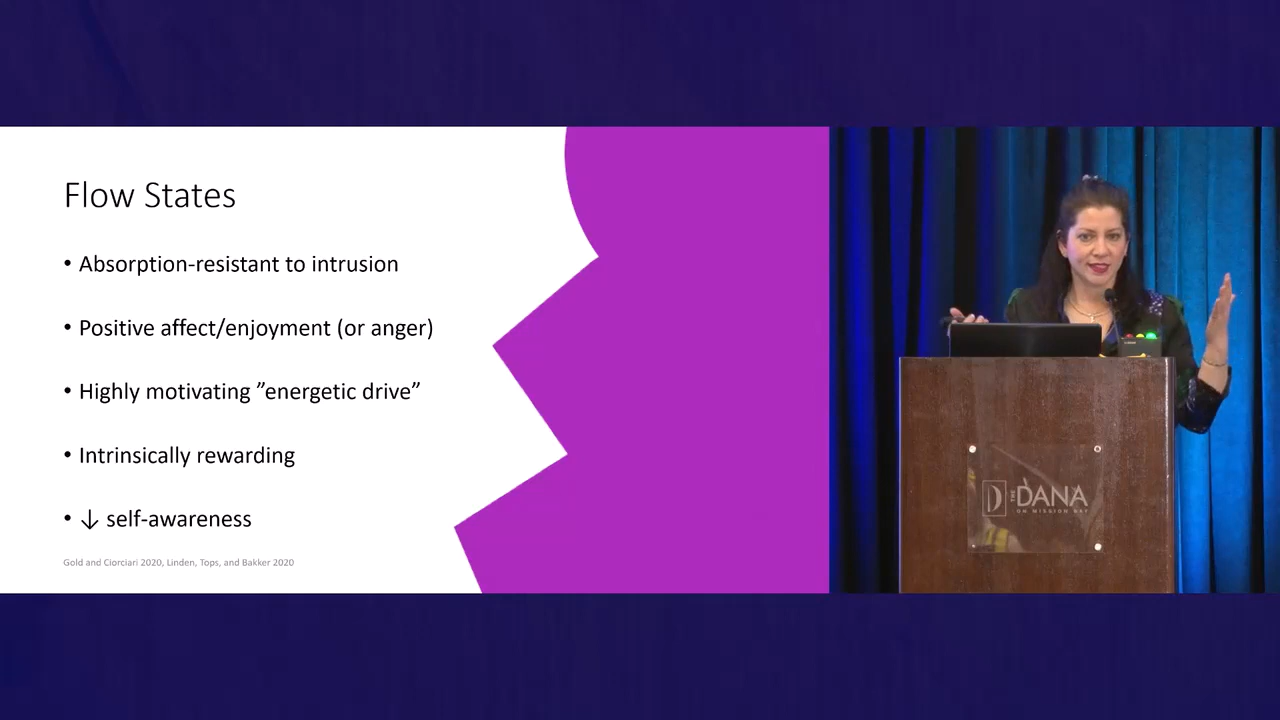 Flow States
• Absorption-resistant to intrusion
• Positive affect/enjoyment (or anger)
• Highly motivating ”energetic drive”
• Intrinsically rewarding
• ↓ self-awareness
Gold and Ciorciari 2020, Linden, Tops, and Bakker 2020
THE DANA
ON MISSION BAY